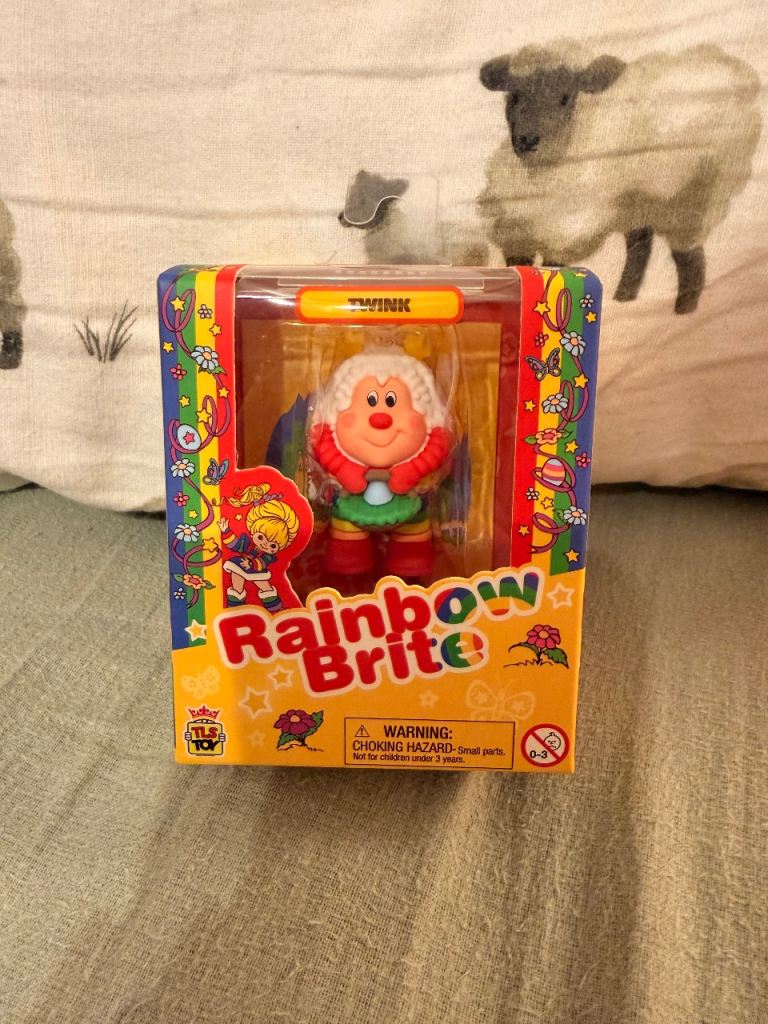 TWINK
Rainbow
Brite
TLS
TOY
WARNING:
CHOKING HAZARD-Small parts.
Not for children under 3 years.
0-3